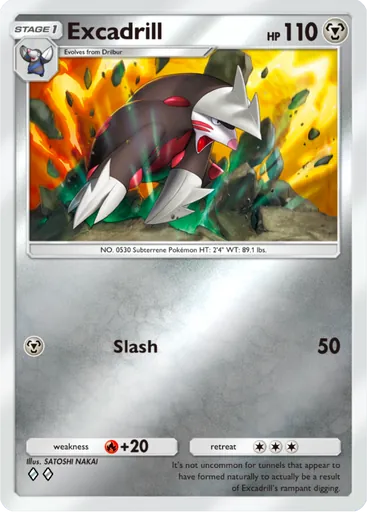 STAGE 1
Excadrill
HP 110
Evolves from Drilbur
NO. 0530 Subterrene Pokémon HT: 2'4" WT: 89.1 lbs.
Slash 50
weakness +20 retreat
Illus. SATOSHI NAKAI
It's not uncommon for tunnels that appear to
have formed naturally to actually be a result
of Excadrill's rampant digging.